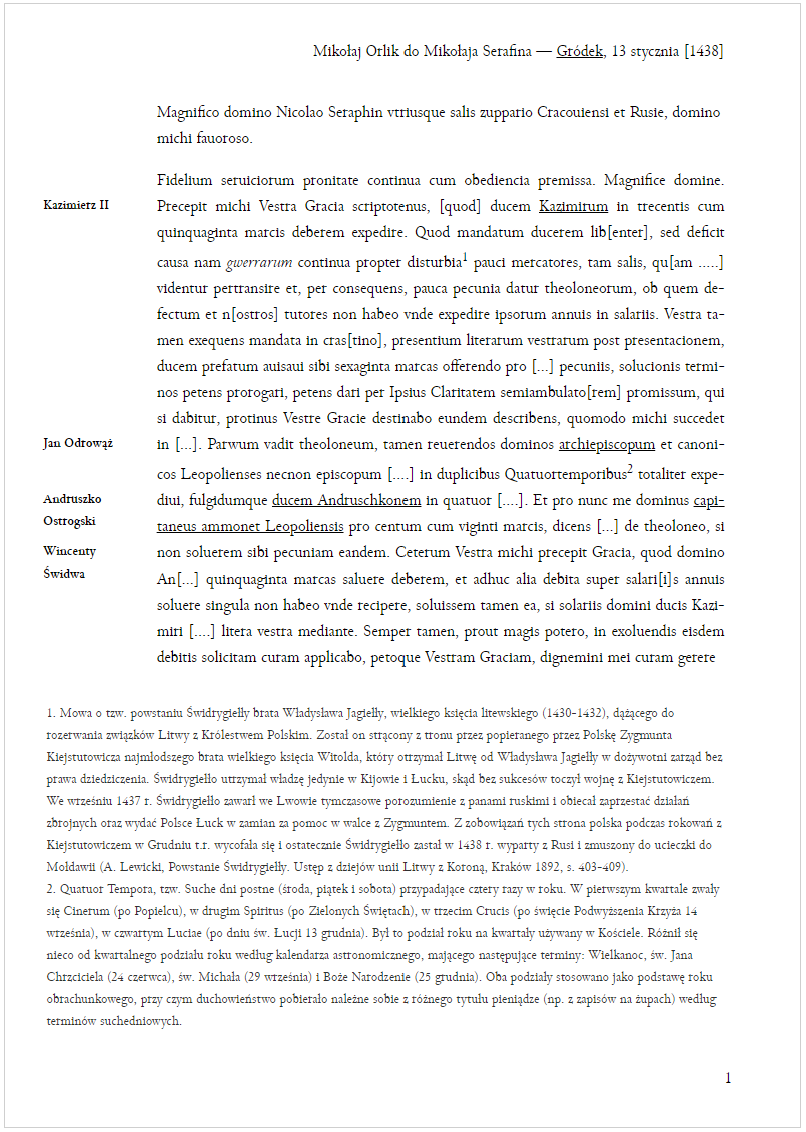 Mikołaj Orlik do Mikołaja Serafina — Gródek, 13 stycznia [1438]
Magnifico domino Nicolao Seraphin vtriusque salis zuppario Cracouiensi et Rusie, domino
michi fauoroso.
Fidelium seruiciorum pronitate continua cum obediencia premissa. Magnifice domine.
Kazimierz II
Precepit michi Vestra Gracia scriptotenus, [quod] ducem Kazimirum in trecentis cum
quinquaginta marcis deberem expedire. Quod mandatum ducerem lib[enter], sed deficit
causa nam gwerrarum continua propter disturbia1 pauci mercatores, tam salis, qu[am .....]
videntur pertransire et, per consequens, pauca pecunia datur theoloneorum, ob quem de-
fectum et n[ostros] tutores non habeo vnde expedire ipsorum annuis in salariis. Vestra ta-
men exequens mandata in cras[tino], presentium literarum vestrarum post presentacionem,
ducem prefatum auisaui sibi sexaginta marcas offerendo pro [...] pecuniis, solucionis termi-
nos petens prorogari, petens dari per Ipsius Claritatem semiambulato[rem] promissum, qui
si dabitur, protinus Vestre Gracie destinabo eundem describens, quomodo michi succedet
Jan Odrowąż
in [...]. Parwum vadit theoloneum, tamen reuerendos dominos archiepiscopum et canoni-
cos Leopolienses necnon episcopum [....] in duplicibus Quatuortemporibus2 totaliter expe-
Andruszko
Ostrogski
diui, fulgidumque ducem Andruschkonem in quatuor [....]. Et pro nunc me dominus capi-
taneus ammonet Leopoliensis pro centum cum viginti marcis, dicens [...] de theoloneo, si
Wincenty
Świdwa
non soluerem sibi pecuniam eandem. Ceterum Vestra michi precepit Gracia, quod domino
An[...] quinquaginta marcas saluere deberem, et adhuc alia debita super salari[i]s annuis
soluere singula non habeo vnde recipere, soluissem tamen ea, si solariis domini ducis Kazi-
miri [....] litera vestra mediante. Semper tamen, prout magis potero, in exoluendis eisdem
debitis solicitam curam applicabo, petoque Vestram Graciam, dignemini mei curam gerere
1. Mowa o tzw. powstaniu Świdrygiełły brata Władysława Jagiełły, wielkiego księcia litewskiego (1430-1432), dążącego do
rozerwania związków Litwy z Królestwem Polskim. Został on strącony z tronu przez popieranego przez Polskę Zygmunta
Kiejstutowicza najmłodszego brata wielkiego księcia Witolda, który otrzymał Litwę od Władysława Jagiełły w dożywotni zarząd bez
prawa dziedziczenia. Świdrygiełło utrzymał władzę jedynie w Kijowie i Łucku, skąd bez sukcesów toczył wojnę z Kiejstutowiczem.
We wrześniu 1437 r. Świdrygiełło zawarł we Lwowie tymczasowe porozumienie z panami ruskimi i obiecał zaprzestać działań
zbrojnych oraz wydać Polsce Łuck w zamian za pomoc w walce z Zygmuntem. Z zobowiązań tych strona polska podczas rokowań z
Kiejstutowiczem w Grudniu t.r. wycofała się i ostatecznie Świdrygiełło zastał w 1438 r. wyparty z Rusi i zmuszony do ucieczki do
Mołdawii (A. Lewicki, Powstanie Świdrygiełły. Ustęp z dziejów unii Litwy z Koroną, Kraków 1892, s. 403-409).
2. Quatuor Tempora, tzw. Suche dni postne (środa, piątek i sobota) przypadające cztery razy w roku. W pierwszym kwartale zwały
się Cinerum (po Popielcu), w drugim Spiritus (po Zielonych Świętach), w trzecim Crucis (po święcie Podwyższenia Krzyża 14
września), w czwartym Luciae (po dniu św. Łucji 13 grudnia). Był to podział roku na kwartały używany w Kościele. Różnił się
nieco od kwartalnego podziału roku według kalendarza astronomicznego, mającego następujące terminy: Wielkanoc, św. Jana
Chrzciciela (24 czerwca), św. Michała (29 września) i Boże Narodzenie (25 grudnia). Oba podziały stosowano jako podstawę roku
obrachunkowego, przy czym duchowieństwo pobierało należne sobie z różnego tytułu pieniądze (np. z zapisów na żupach) według
terminów suchedniowych.
1